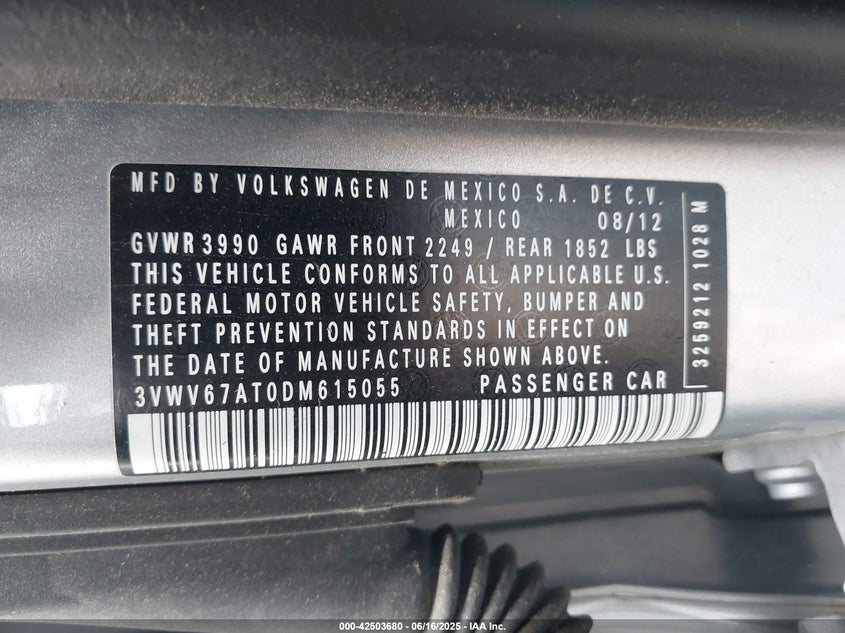 MFD BY VOLKSWAGEN DE MEXICO S.A. DE C.V.
MEXICO 08/12
GVWR 3990 GAWR FRONT 2249 / REAR 1852 LBS
THIS VEHICLE CONFORMS TO ALL APPLICABLE U.S.
FEDERAL MOTOR VEHICLE SAFETY, BUMPER AND
THEFT PREVENTION STANDARDS IN EFFECT ON
THE DATE OF MANUFACTURE SHOWN ABOVE.
3VWV67AT0DM615055 PASSENGER CAR
3259212 1028 M
000-42503680 - 06/16/2025 - IAA Inc.